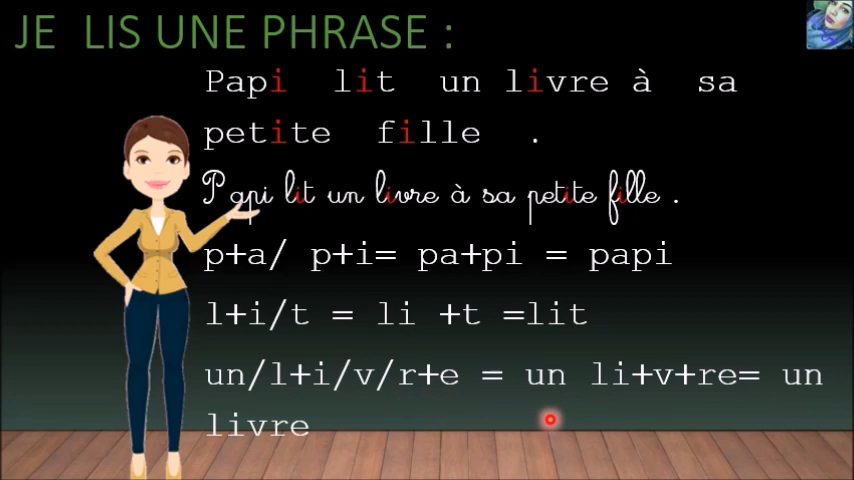 JE LIS UNE PHRASE :
Papi lit un livre à sa
petite fille .
Papi lit un livre à sa petite fille .
p+a/ p+i= pa+pi = papi
l+i/t = li +t =lit
un/l+i/v/r+e = un li+v+re= un
livre